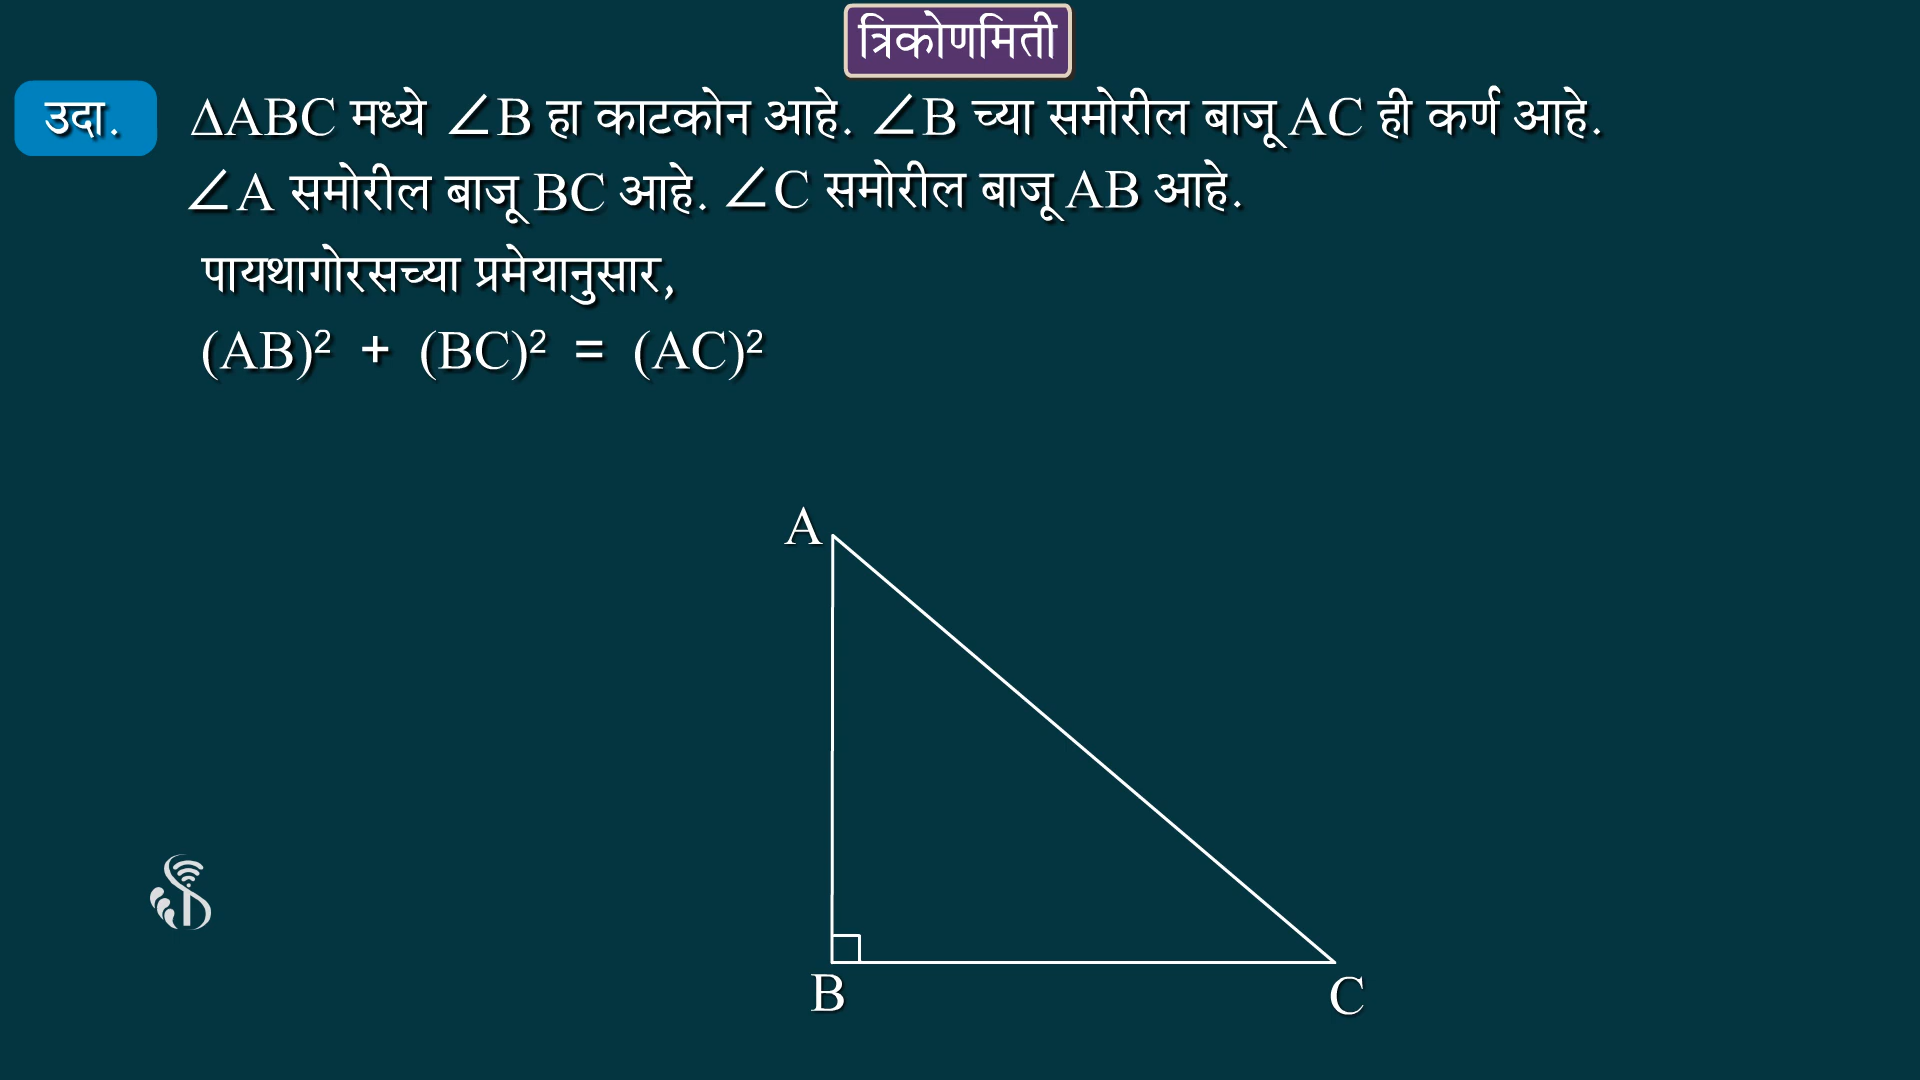 त्रिकोणमिती
उदा. ΔABC मध्ये ∠B हा काटकोन आहे. ∠B च्या समोरील बाजू AC ही कर्ण आहे.
∠A समोरील बाजू BC आहे. ∠C समोरील बाजू AB आहे.
पायथागोरसच्या प्रमेयानुसार,
(AB)² + (BC)² = (AC)²
A
B
C